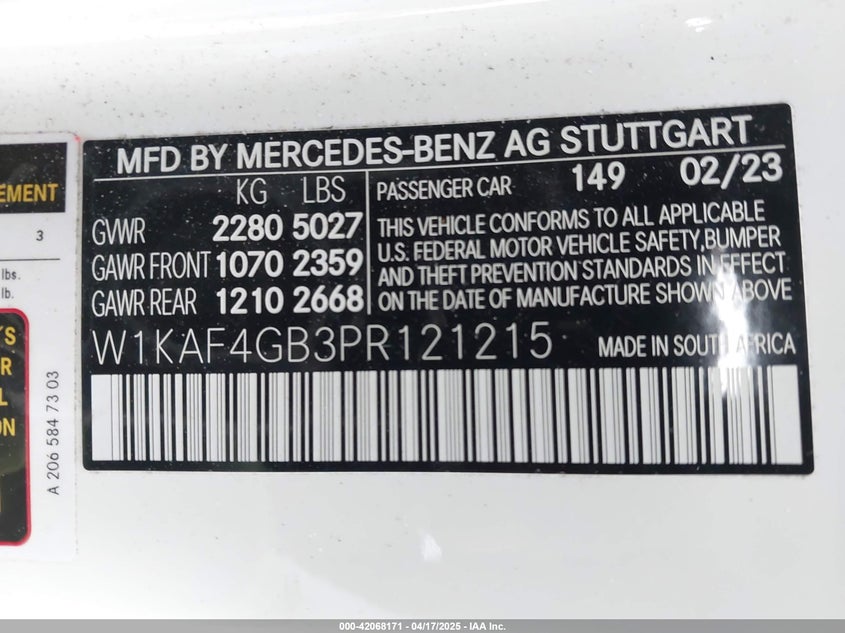 MFD BY MERCEDES-BENZ AG STUTTGART
KG LBS
GVWR 2280 5027
GAWR FRONT 1070 2359
GAWR REAR 1210 2668
PASSENGER CAR 149 02/23
THIS VEHICLE CONFORMS TO ALL APPLICABLE
U.S. FEDERAL MOTOR VEHICLE SAFETY, BUMPER
AND THEFT PREVENTION STANDARDS IN EFFECT
ON THE DATE OF MANUFACTURE SHOWN ABOVE
W1KAF4GB3PR121215 MADE IN SOUTH AFRICA
EMENT
3
lbs.
lb.
KS
R
L
ON
A 206 584 73 03
000-42068171 - 04/17/2025 - IAA Inc.